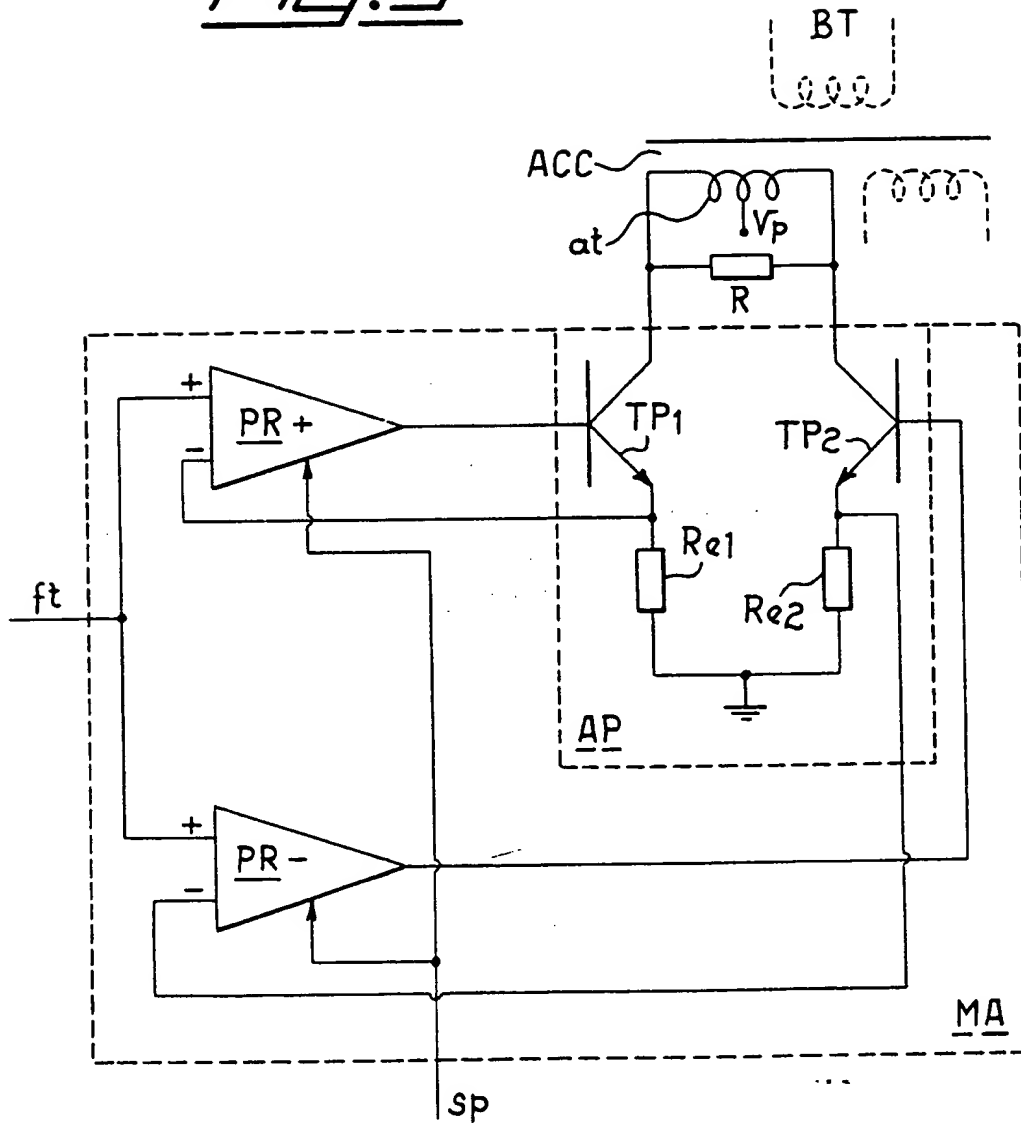 BT
ACC
at
Vp
R
+
PR +
-
TP1
TP2
ft
Re1
Re2
AP
+
PR -
-
MA
sp